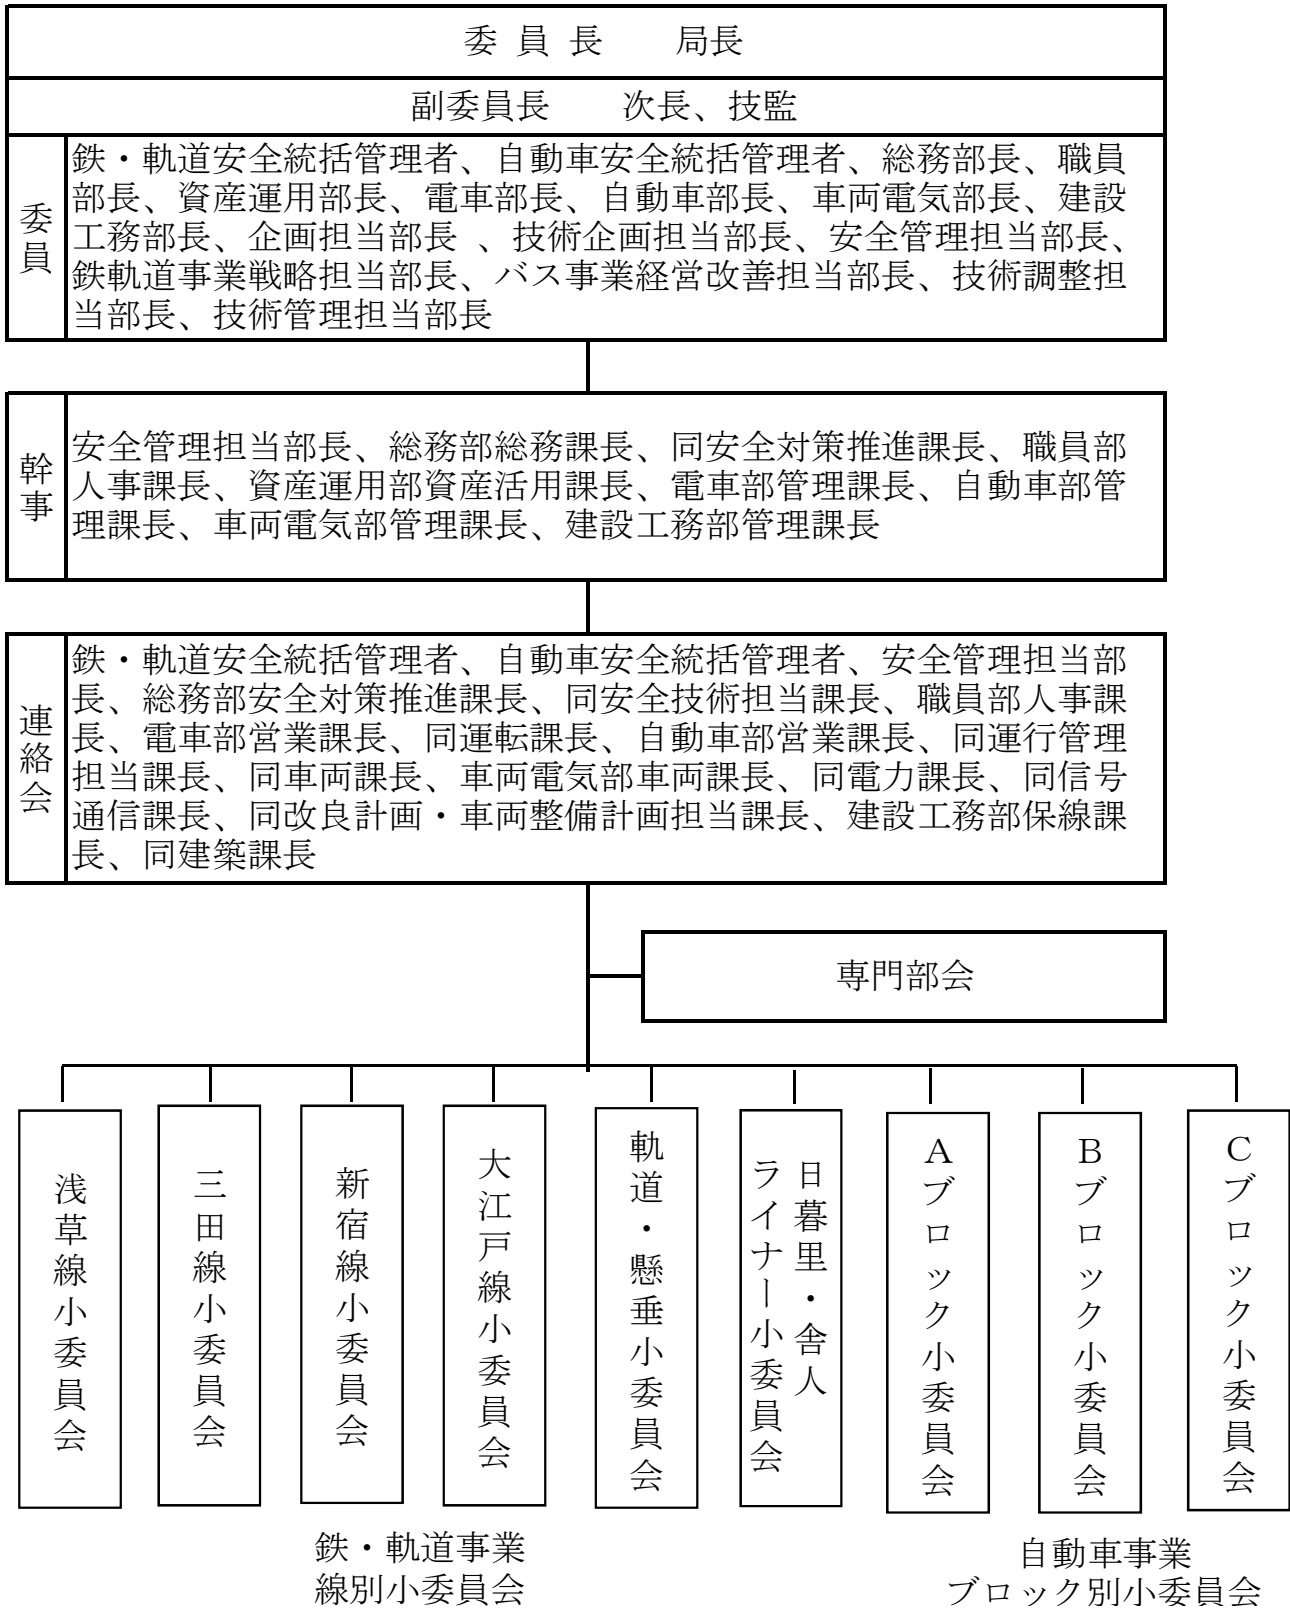 委員長　　局長
副委員長　　次長、技監
委員
鉄・軌道安全統括管理者、自動車安全統括管理者、総務部長、職員
部長、資産運用部長、電車部長、自動車部長、車両電気部長、建設
工務部長、企画担当部長 、技術企画担当部長、安全管理担当部長、
鉄軌道事業戦略担当部長、バス事業経営改善担当部長、技術調整担
当部長、技術管理担当部長
幹事
安全管理担当部長、総務部総務課長、同安全対策推進課長、職員部
人事課長、資産運用部資産活用課長、電車部管理課長、自動車部管
理課長、車両電気部管理課長、建設工務部管理課長
連絡会
鉄・軌道安全統括管理者、自動車安全統括管理者、安全管理担当部
長、総務部安全対策推進課長、同安全技術担当課長、職員部人事課
長、電車部営業課長、同運転課長、自動車部営業課長、同運行管理
担当課長、同車両課長、車両電気部車両課長、同電力課長、同信号
通信課長、同改良計画・車両整備計画担当課長、建設工務部保線課
長、同建築課長
専門部会
浅草線小委員会
三田線小委員会
新宿線小委員会
大江戸線小委員会
軌道・懸垂小委員会
日暮里・舎人
ライナー小委員会
Aブロック小委員会
Bブロック小委員会
Cブロック小委員会
鉄・軌道事業
線別小委員会
自動車事業
ブロック別小委員会